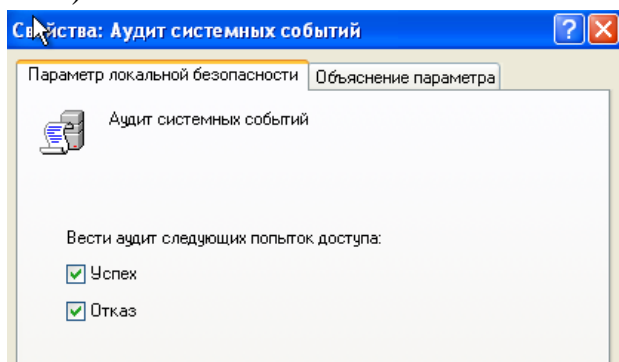 Свойства: Аудит системных событий
Параметр локальной безопасности Объяснение параметра
Аудит системных событий
Вести аудит следующих попыток доступа:
Успех
Отказ